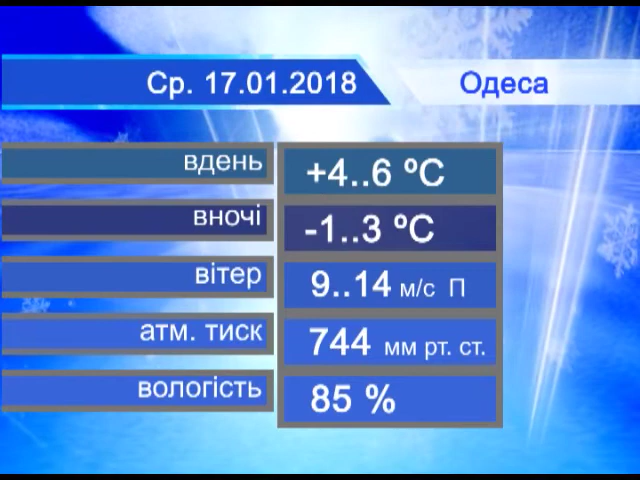 Ср. 17.01.2018 Одеса
вдень +4..6 ºC
вночі -1..3 ºC
вітер 9..14 м/с П
атм. тиск 744 мм рт. ст.
вологість 85 %